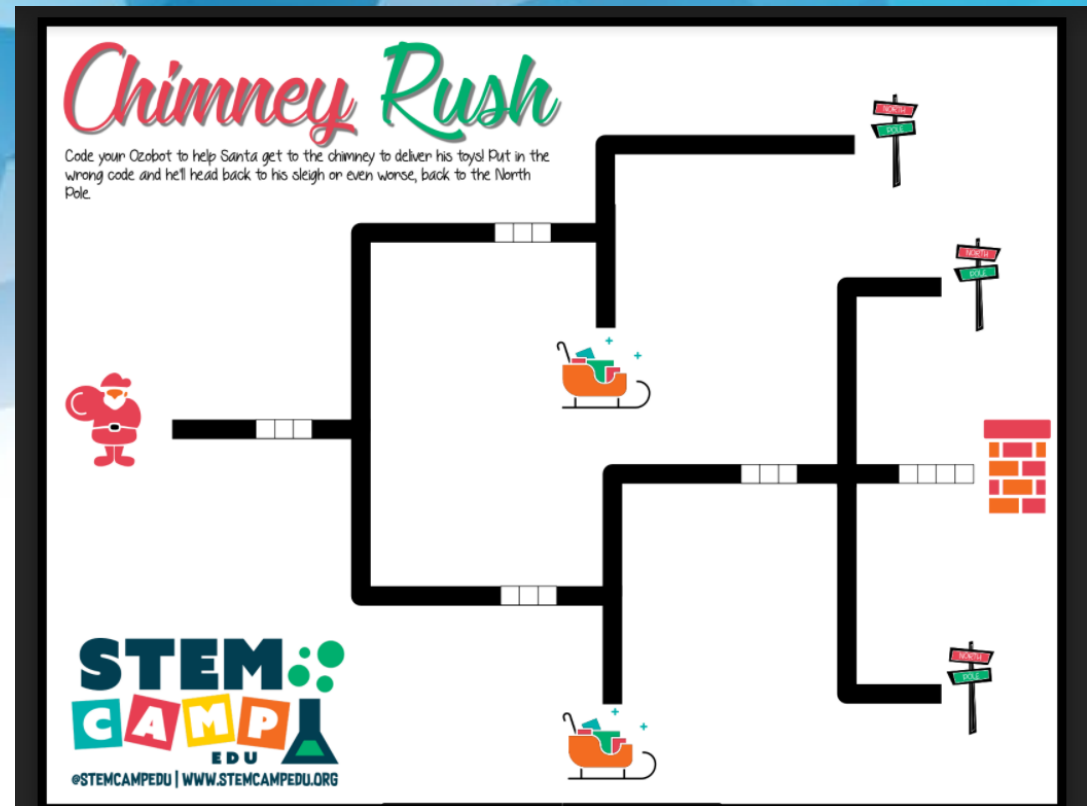 Chimney Rush
Code your Ozobot to help Santa get to the chimney to deliver his toys! Put in the
wrong code and he'll head back to his sleigh or even worse, back to the North
Pole.
NORTH
POLE
NORTH
POLE
NORTH
POLE
STEM
CAMP
EDU
@STEMCAMPEDU | WWW.STEMCAMPEDU.ORG